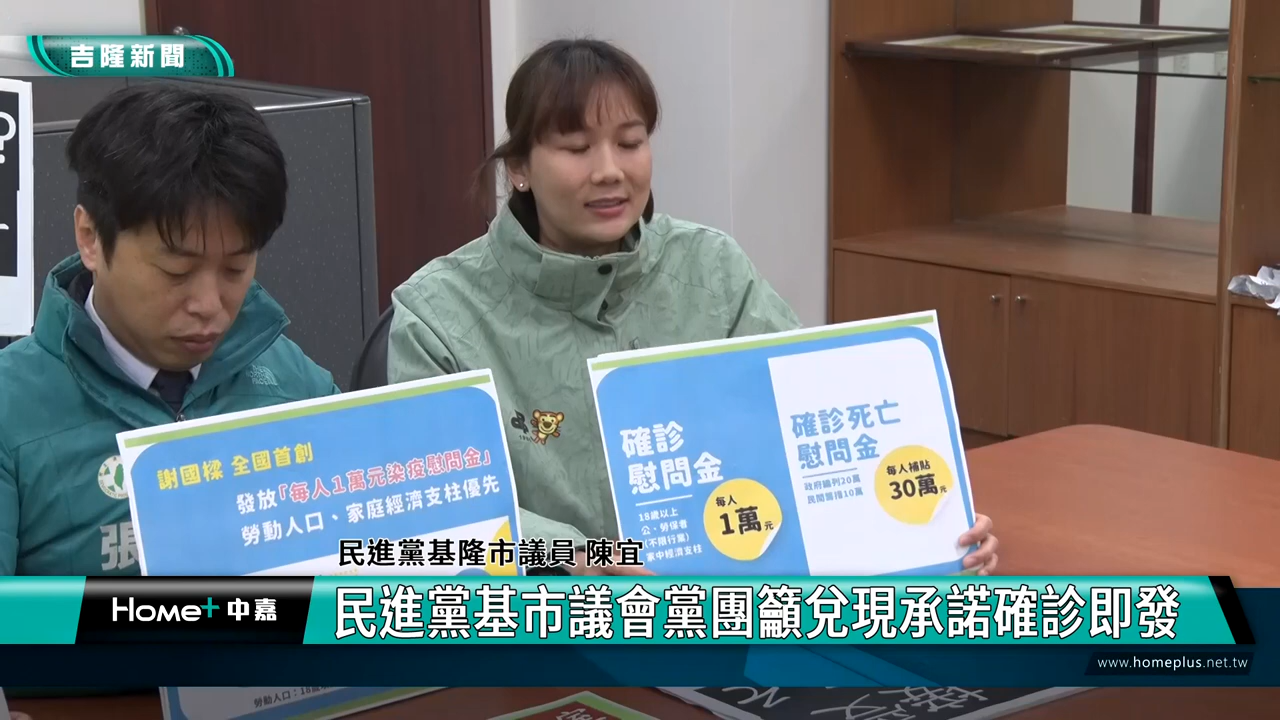 吉隆新聞
?
謝國樑 全國首創
發放「每人1萬元染疫慰問金」
勞動人口、家庭經濟支柱優先
張
確診
慰問金
18歲以上
公、勞保者
(不限行業)
家中經濟支柱
每人
1萬元
確診死亡
慰問金
政府編列20萬
民間籌措10萬
每人補貼
30萬元
民進黨基隆市議員 陳宜
Home+ 中嘉
民進黨基市議會黨團籲兌現承諾確診即發
www.homeplus.net.tw